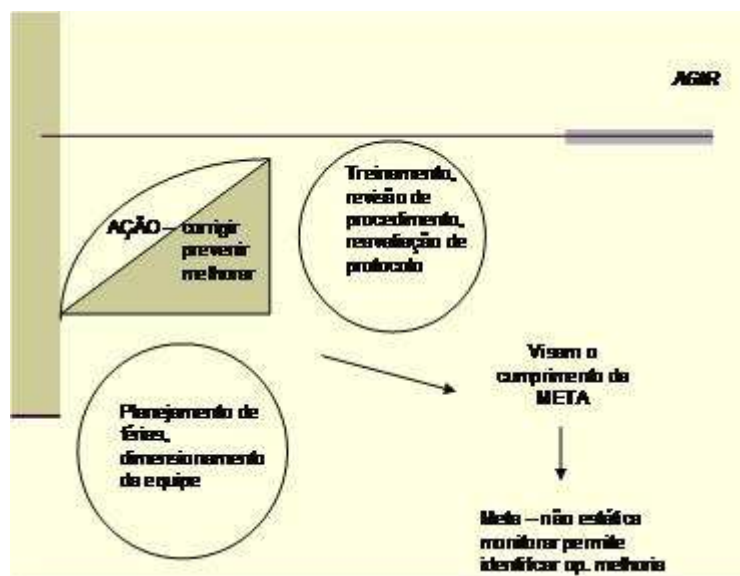 AGIR
AÇÃO – corrigir
prevenir
melhorar
Treinamento,
revisão de
procedimento,
reavaliação de
protocolo
Visam o
cumprimento da
META
Planejamento de
férias,
dimensionamento
da equipe
Meta – não estática
monitorar permite
identificar op. melhoria